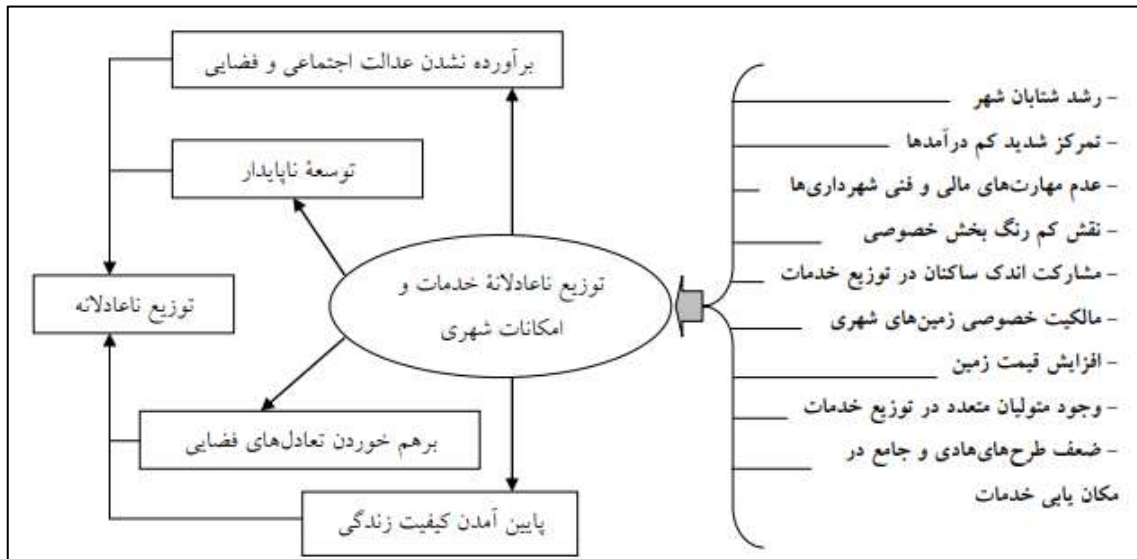 - رشد شتابان شهر
- تمرکز شدید کم درآمدها
- عدم مهارت‌های مالی و فنی شهرداری‌ها
- نقش کم رنگ بخش خصوصی
- مشارکت اندک ساکنان در توزیع خدمات
- مالکیت خصوصی زمین‌های شهری
- افزایش قیمت زمین
- وجود متولیان متعدد در توزیع خدمات
- ضعف طرح‌های‌هادی و جامع در
مکان یابی خدمات
توزیع ناعادلانۀ خدمات و
امکانات شهری
برآورده نشدن عدالت اجتماعی و فضایی
توسعۀ ناپایدار
برهم خوردن تعادل‌های فضایی
پایین آمدن کیفیت زندگی
توزیع ناعادلانه